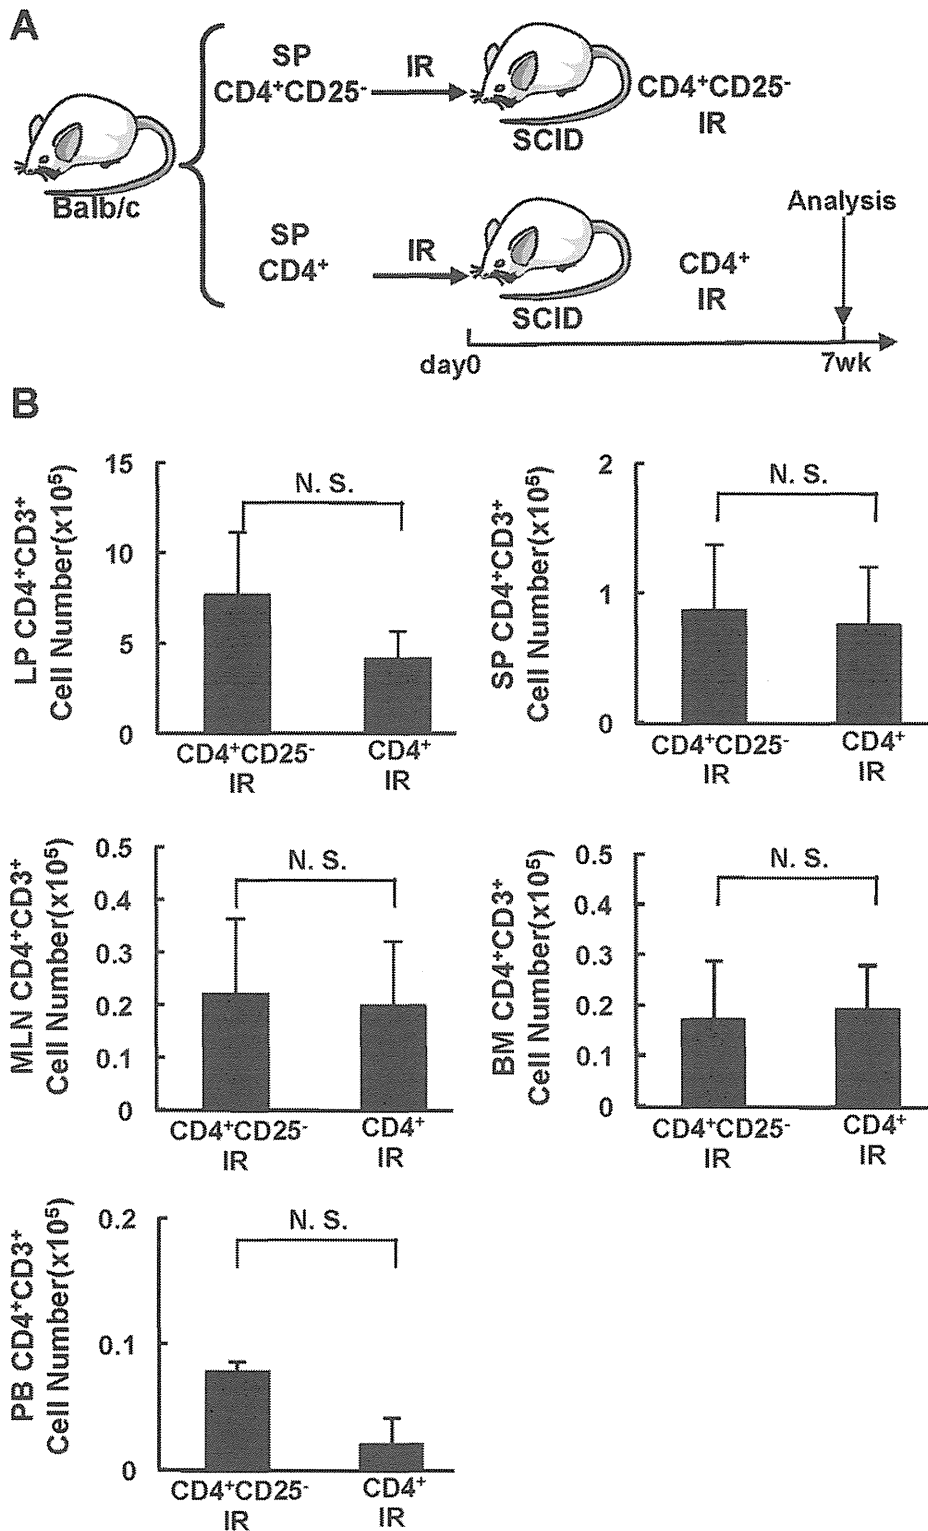 A
SP
CD4⁺CD25⁻
IR
SCID
CD4⁺CD25⁻
IR
Balb/c
SP
CD4⁺
IR
SCID
CD4⁺
IR
Analysis
day0
7wk
B
LP CD4⁺CD3⁺
Cell Number(x10⁵)
15
10
5
0
N. S.
CD4⁺CD25⁻
IR
CD4⁺
IR
SP CD4⁺CD3⁺
Cell Number(x10⁵)
2
1
0
N. S.
CD4⁺CD25⁻
IR
CD4⁺
IR
MLN CD4⁺CD3⁺
Cell Number(x10⁵)
0.5
0.4
0.3
0.2
0.1
0
N. S.
CD4⁺CD25⁻
IR
CD4⁺
IR
BM CD4⁺CD3⁺
Cell Number(x10⁵)
0.5
0.4
0.3
0.2
0.1
0
N. S.
CD4⁺CD25⁻
IR
CD4⁺
IR
PB CD4⁺CD3⁺
Cell Number(x10⁵)
0.2
0.1
0
N. S.
CD4⁺CD25⁻
IR
CD4⁺
IR